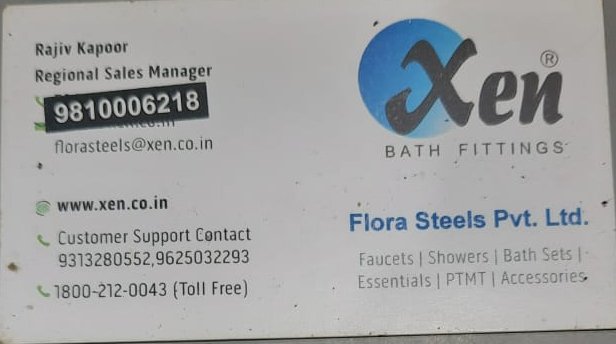 Rajiv Kapoor
Regional Sales Manager
9810006218
florasteels@xen.co.in
www.xen.co.in
Customer Support Contact
9313280552,9625032293
1800-212-0043 (Toll Free)
Xen®
BATH FITTINGS
Flora Steels Pvt. Ltd.
Faucets | Showers | Bath Sets |
Essentials | PTMT | Accessories